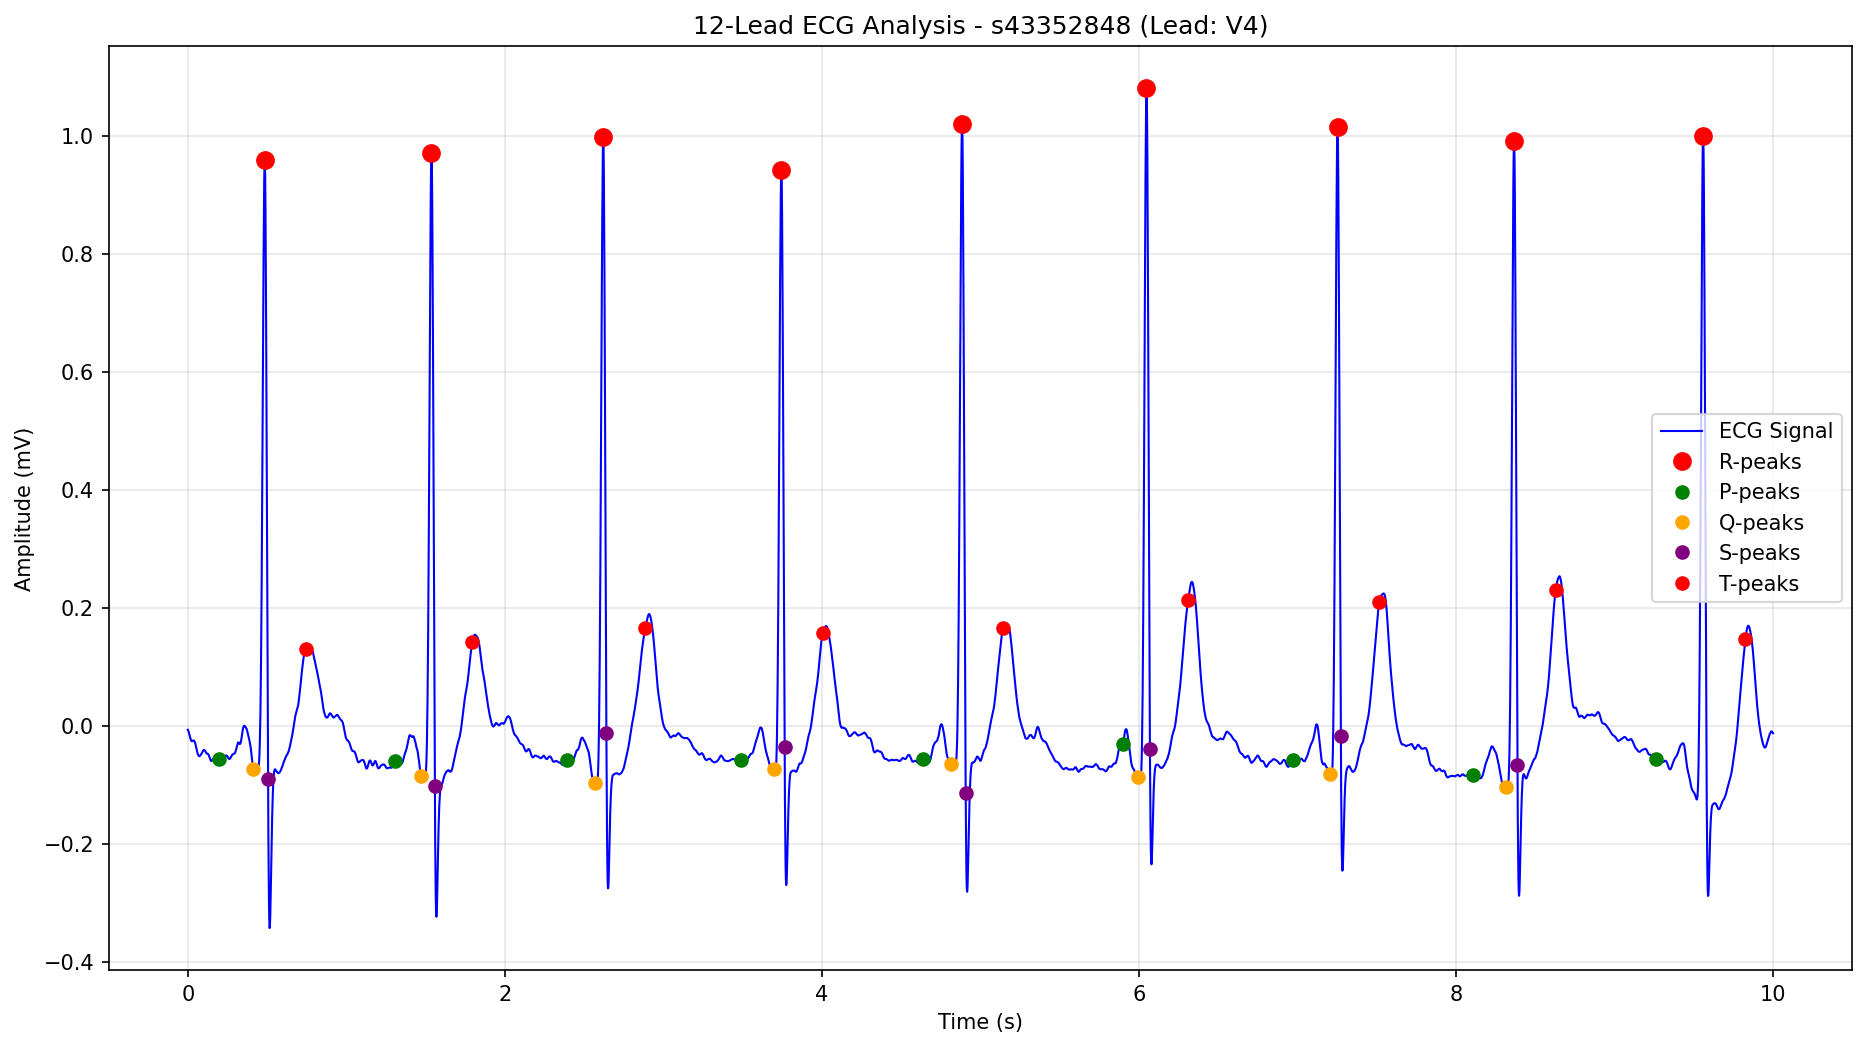 12-Lead ECG Analysis - s43352848 (Lead: V4)
Amplitude (mV)
1.0
0.8
0.6
0.4
0.2
0.0
−0.2
−0.4
ECG Signal
R-peaks
P-peaks
Q-peaks
S-peaks
T-peaks
0 2 4 6 8 10
Time (s)